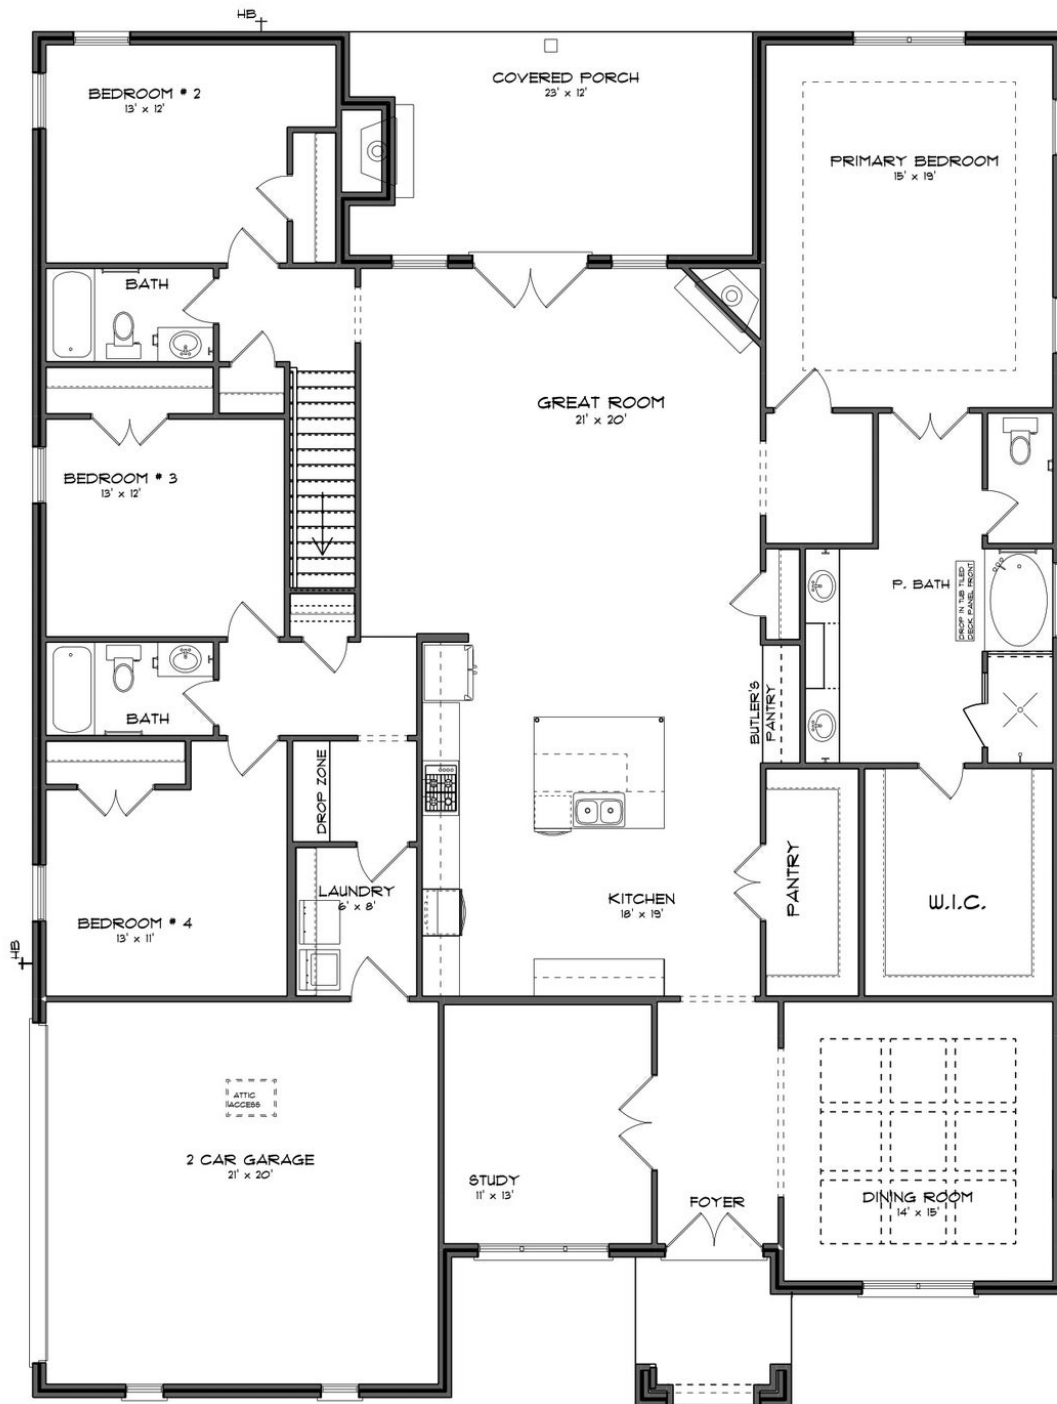 HB
BEDROOM # 2
13' x 12'
COVERED PORCH
23' x 12'
PRIMARY BEDROOM
15' x 19'
BATH
GREAT ROOM
21' x 20'
BEDROOM # 3
13' x 12'
P. BATH
DROP IN TUB TILED
DECK PANEL FRONT
BUTLER'S
PANTRY
BATH
DROP ZONE
LAUNDRY
6' x 8'
KITCHEN
18' x 19'
PANTRY
W.I.C.
BEDROOM # 4
13' x 11'
HB
ATTIC
ACCESS
2 CAR GARAGE
21' x 20'
STUDY
11' x 13'
FOYER
DINING ROOM
14' x 15'